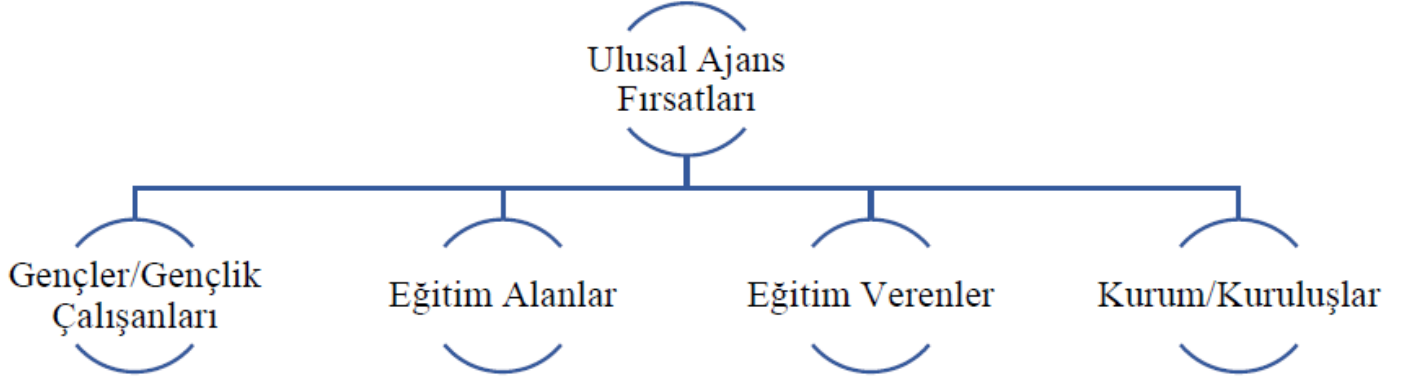 Ulusal Ajans
Fırsatları
Gençler/Gençlik
Çalışanları
Eğitim Alanlar
Eğitim Verenler
Kurum/Kuruluşlar